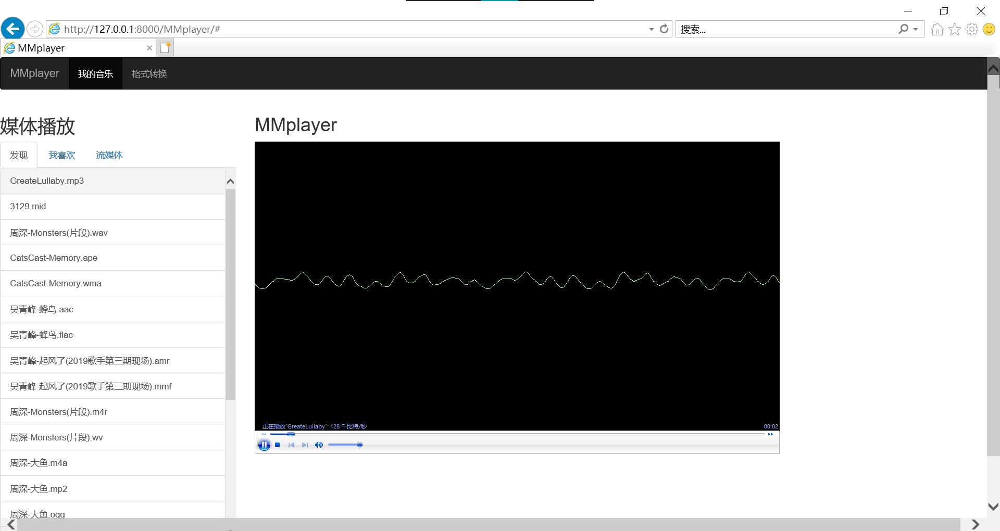 http://127.0.0.1:8000/MMplayer/#
搜索...
MMplayer
MMplayer 我的音乐 格式转换
媒体播放
发现 我喜欢 流媒体
GreateLullaby.mp3
3129.mid
周深-Monsters(片段).wav
CatsCast-Memory.ape
CatsCast-Memory.wma
吴青峰-蜂鸟.aac
吴青峰-蜂鸟.flac
吴青峰-起风了(2019歌手第三期现场).amr
吴青峰-起风了(2019歌手第三期现场).mmf
周深-Monsters(片段).m4r
周深-Monsters(片段).wv
周深-大鱼.m4a
周深-大鱼.mp2
周深-大鱼.ogg
MMplayer
正在播放"GreateLullaby": 128 千比特/秒
00:02